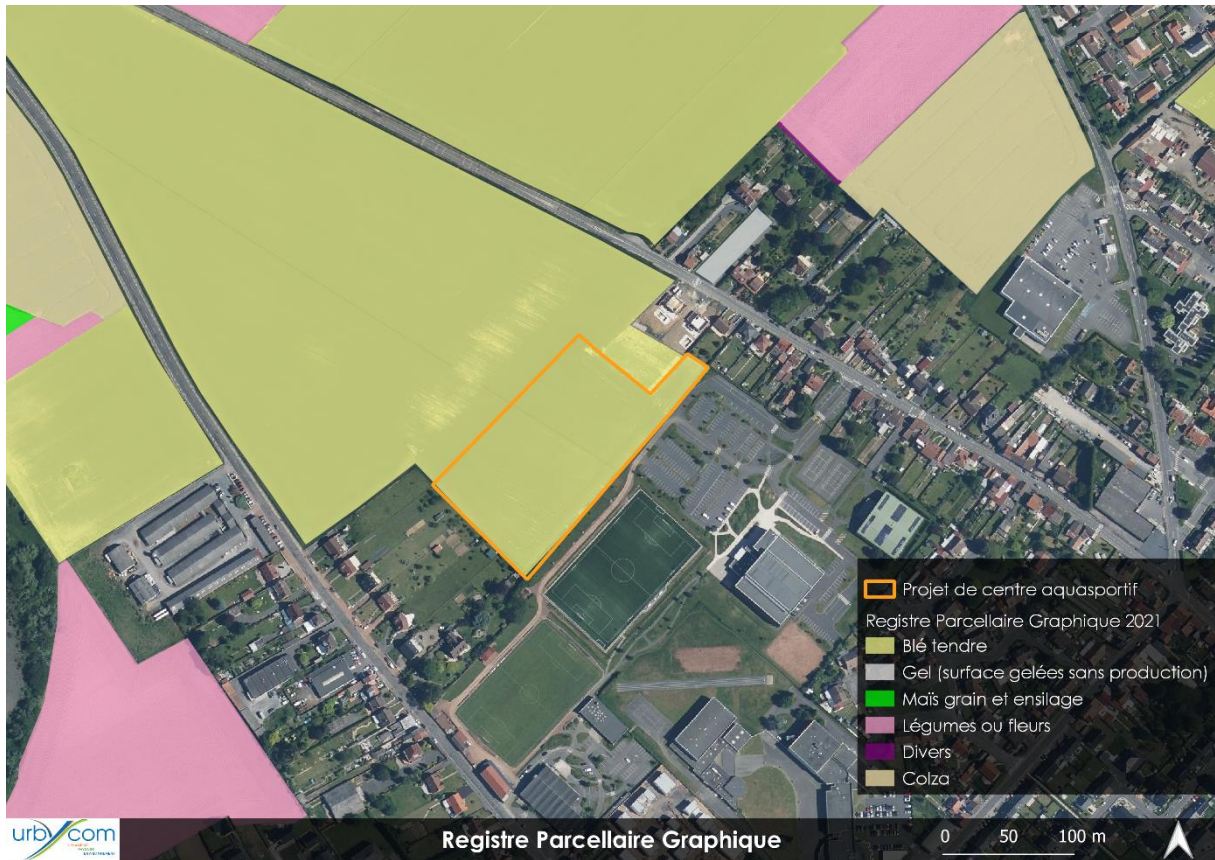 Projet de centre aquasportif
Registre Parcellaire Graphique 2021
Blé tendre
Gel (surface gelées sans production)
Maïs grain et ensilage
Légumes ou fleurs
Divers
Colza
urbycom
Registre Parcellaire Graphique
0 50 100 m